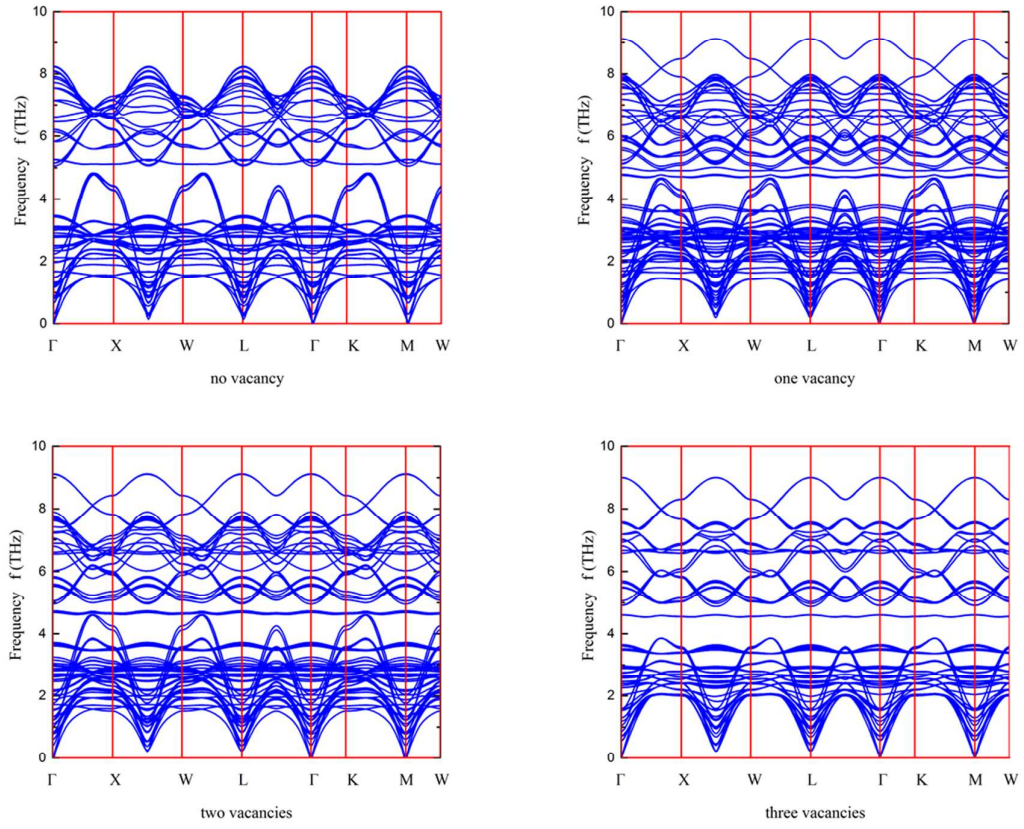 10
8
6
4
2
0
Frequency f (THz)
Γ X W L Γ K M W
no vacancy
10
8
6
4
2
0
Frequency f (THz)
Γ X W L Γ K M W
one vacancy
10
8
6
4
2
0
Frequency f (THz)
Γ X W L Γ K M W
two vacancies
10
8
6
4
2
0
Frequency f (THz)
Γ X W L Γ K M W
three vacancies